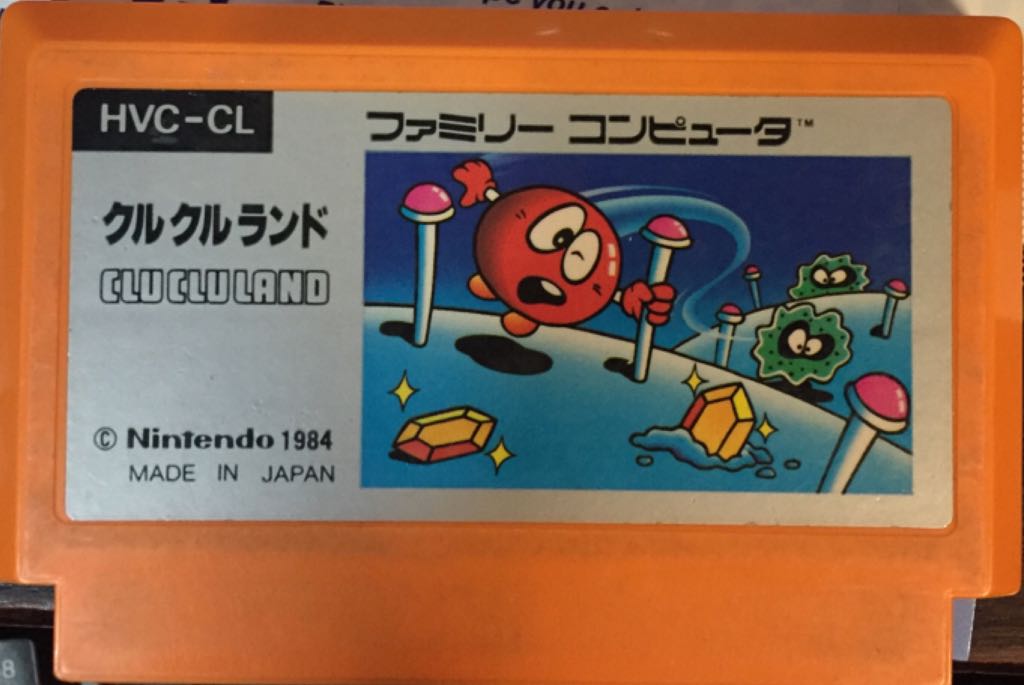 HVC-CL
ファミリー コンピュータ™
クルクルランド
CLU CLU LAND
© Nintendo 1984
MADE IN JAPAN
8